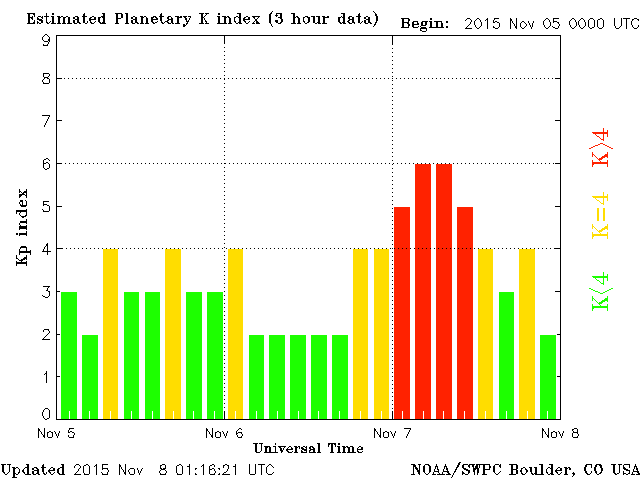 Estimated Planetary K index (3 hour data) Begin: 2015 Nov 05 0000 UTC
9
8
7
6
5
4
3
2
1
0
Kp index
K>4
K=4
K<4
Nov 5 Nov 6 Nov 7 Nov 8
Universal Time
Updated 2015 Nov 8 01:16:21 UTC NOAA/SWPC Boulder, CO USA